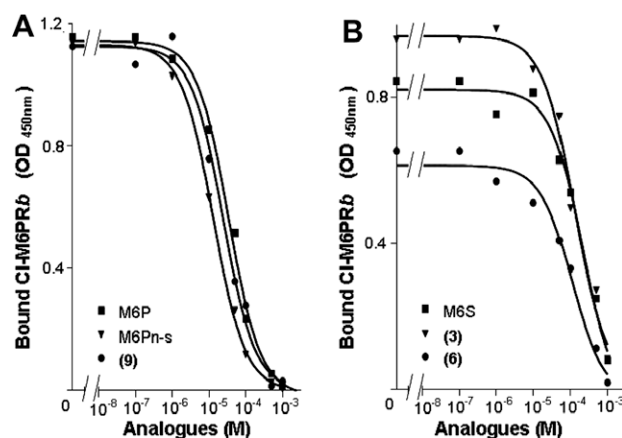 A
Bound CI-M6PRb (OD 450nm)
1.2
0.8
0.4
0
■ M6P
▼ M6Pn-s
● (9)
0 10⁻⁸ 10⁻⁷ 10⁻⁶ 10⁻⁵ 10⁻⁴ 10⁻³
Analogues (M)
B
Bound CI-M6PRb (OD 450nm)
0.8
0.4
■ M6S
▼ (3)
● (6)
0 10⁻⁸ 10⁻⁷ 10⁻⁶ 10⁻⁵ 10⁻⁴ 10⁻³
Analogues (M)